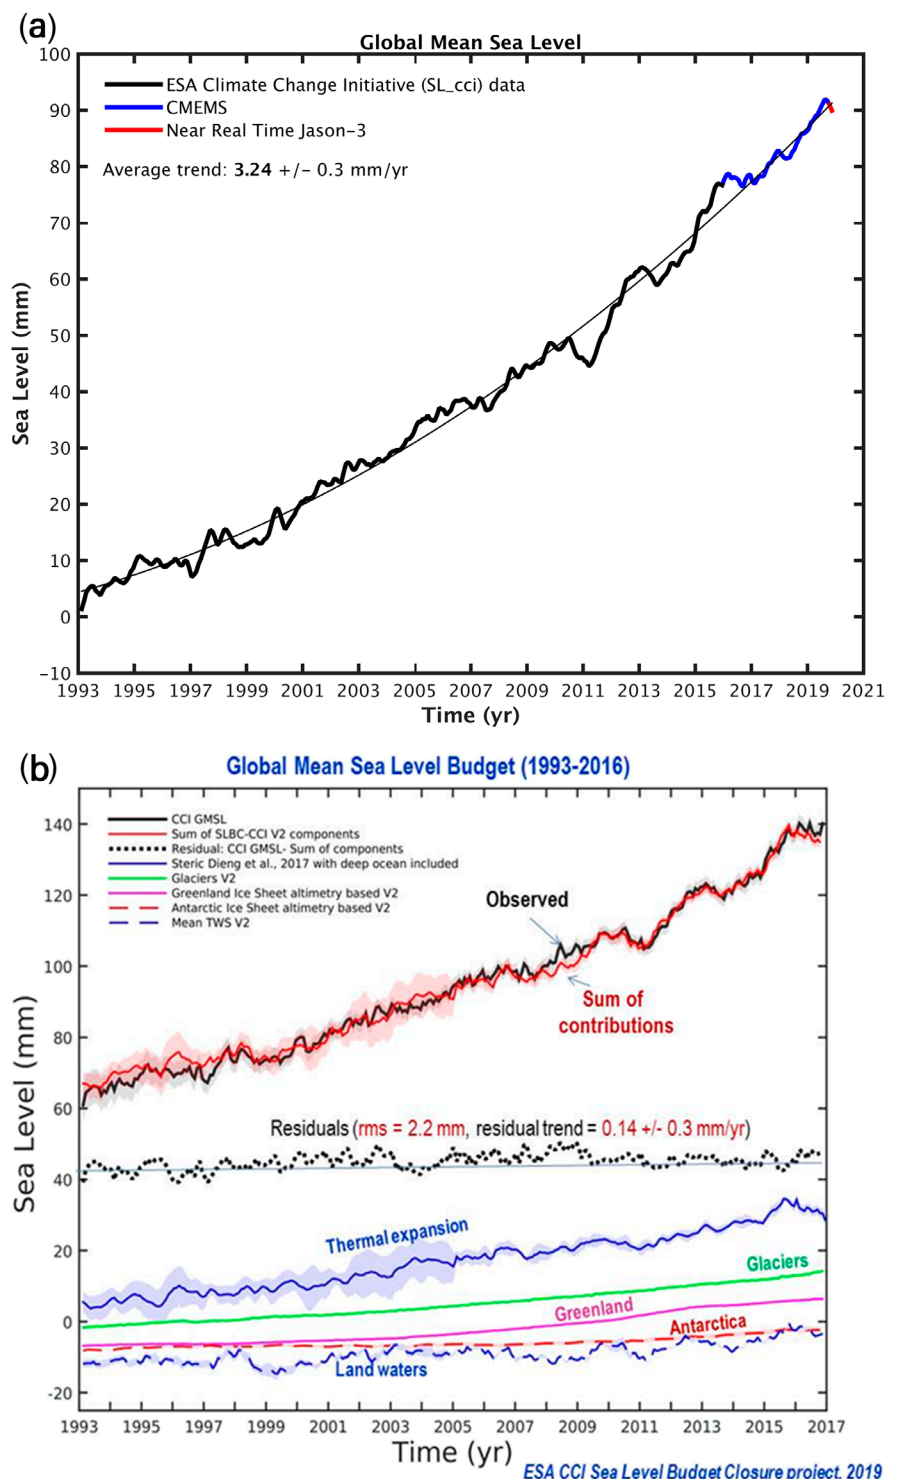 (a)
Global Mean Sea Level
100
ESA Climate Change Initiative (SL_cci) data
90
CMEMS
Near Real Time Jason-3
Average trend: 3.24 +/- 0.3 mm/yr
80
70
60
50
40
30
20
10
0
-10
Sea Level (mm)
1993 1995 1997 1999 2001 2003 2005 2007 2009 2011 2013 2015 2017 2019 2021
Time (yr)
(b)
Global Mean Sea Level Budget (1993-2016)
CCI GMSL
Sum of SLBC-CCI V2 components
Residual: CCI GMSL- Sum of components
Steric Dieng et al., 2017 with deep ocean included
Glaciers V2
Greenland Ice Sheet altimetry based V2
Antarctic Ice Sheet altimetry based V2
Mean TWS V2
140
120
100
80
60
40
20
0
-20
Sea Level (mm)
Observed
Sum of
contributions
Residuals (rms = 2.2 mm, residual trend = 0.14 +/- 0.3 mm/yr)
Thermal expansion
Glaciers
Greenland
Antarctica
Land waters
1993 1995 1997 1999 2001 2003 2005 2007 2009 2011 2013 2015 2017
Time (yr)
ESA CCI Sea Level Budget Closure project, 2019